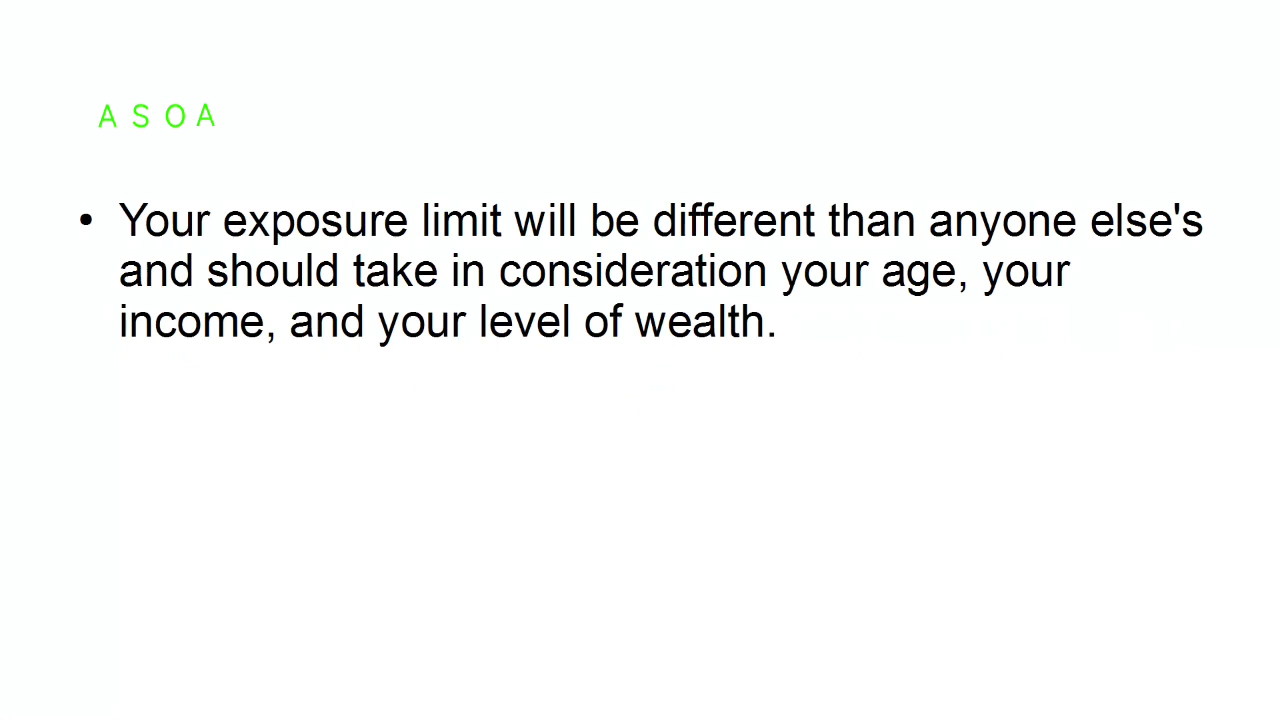 A S O A
• Your exposure limit will be different than anyone else's
and should take in consideration your age, your
income, and your level of wealth.